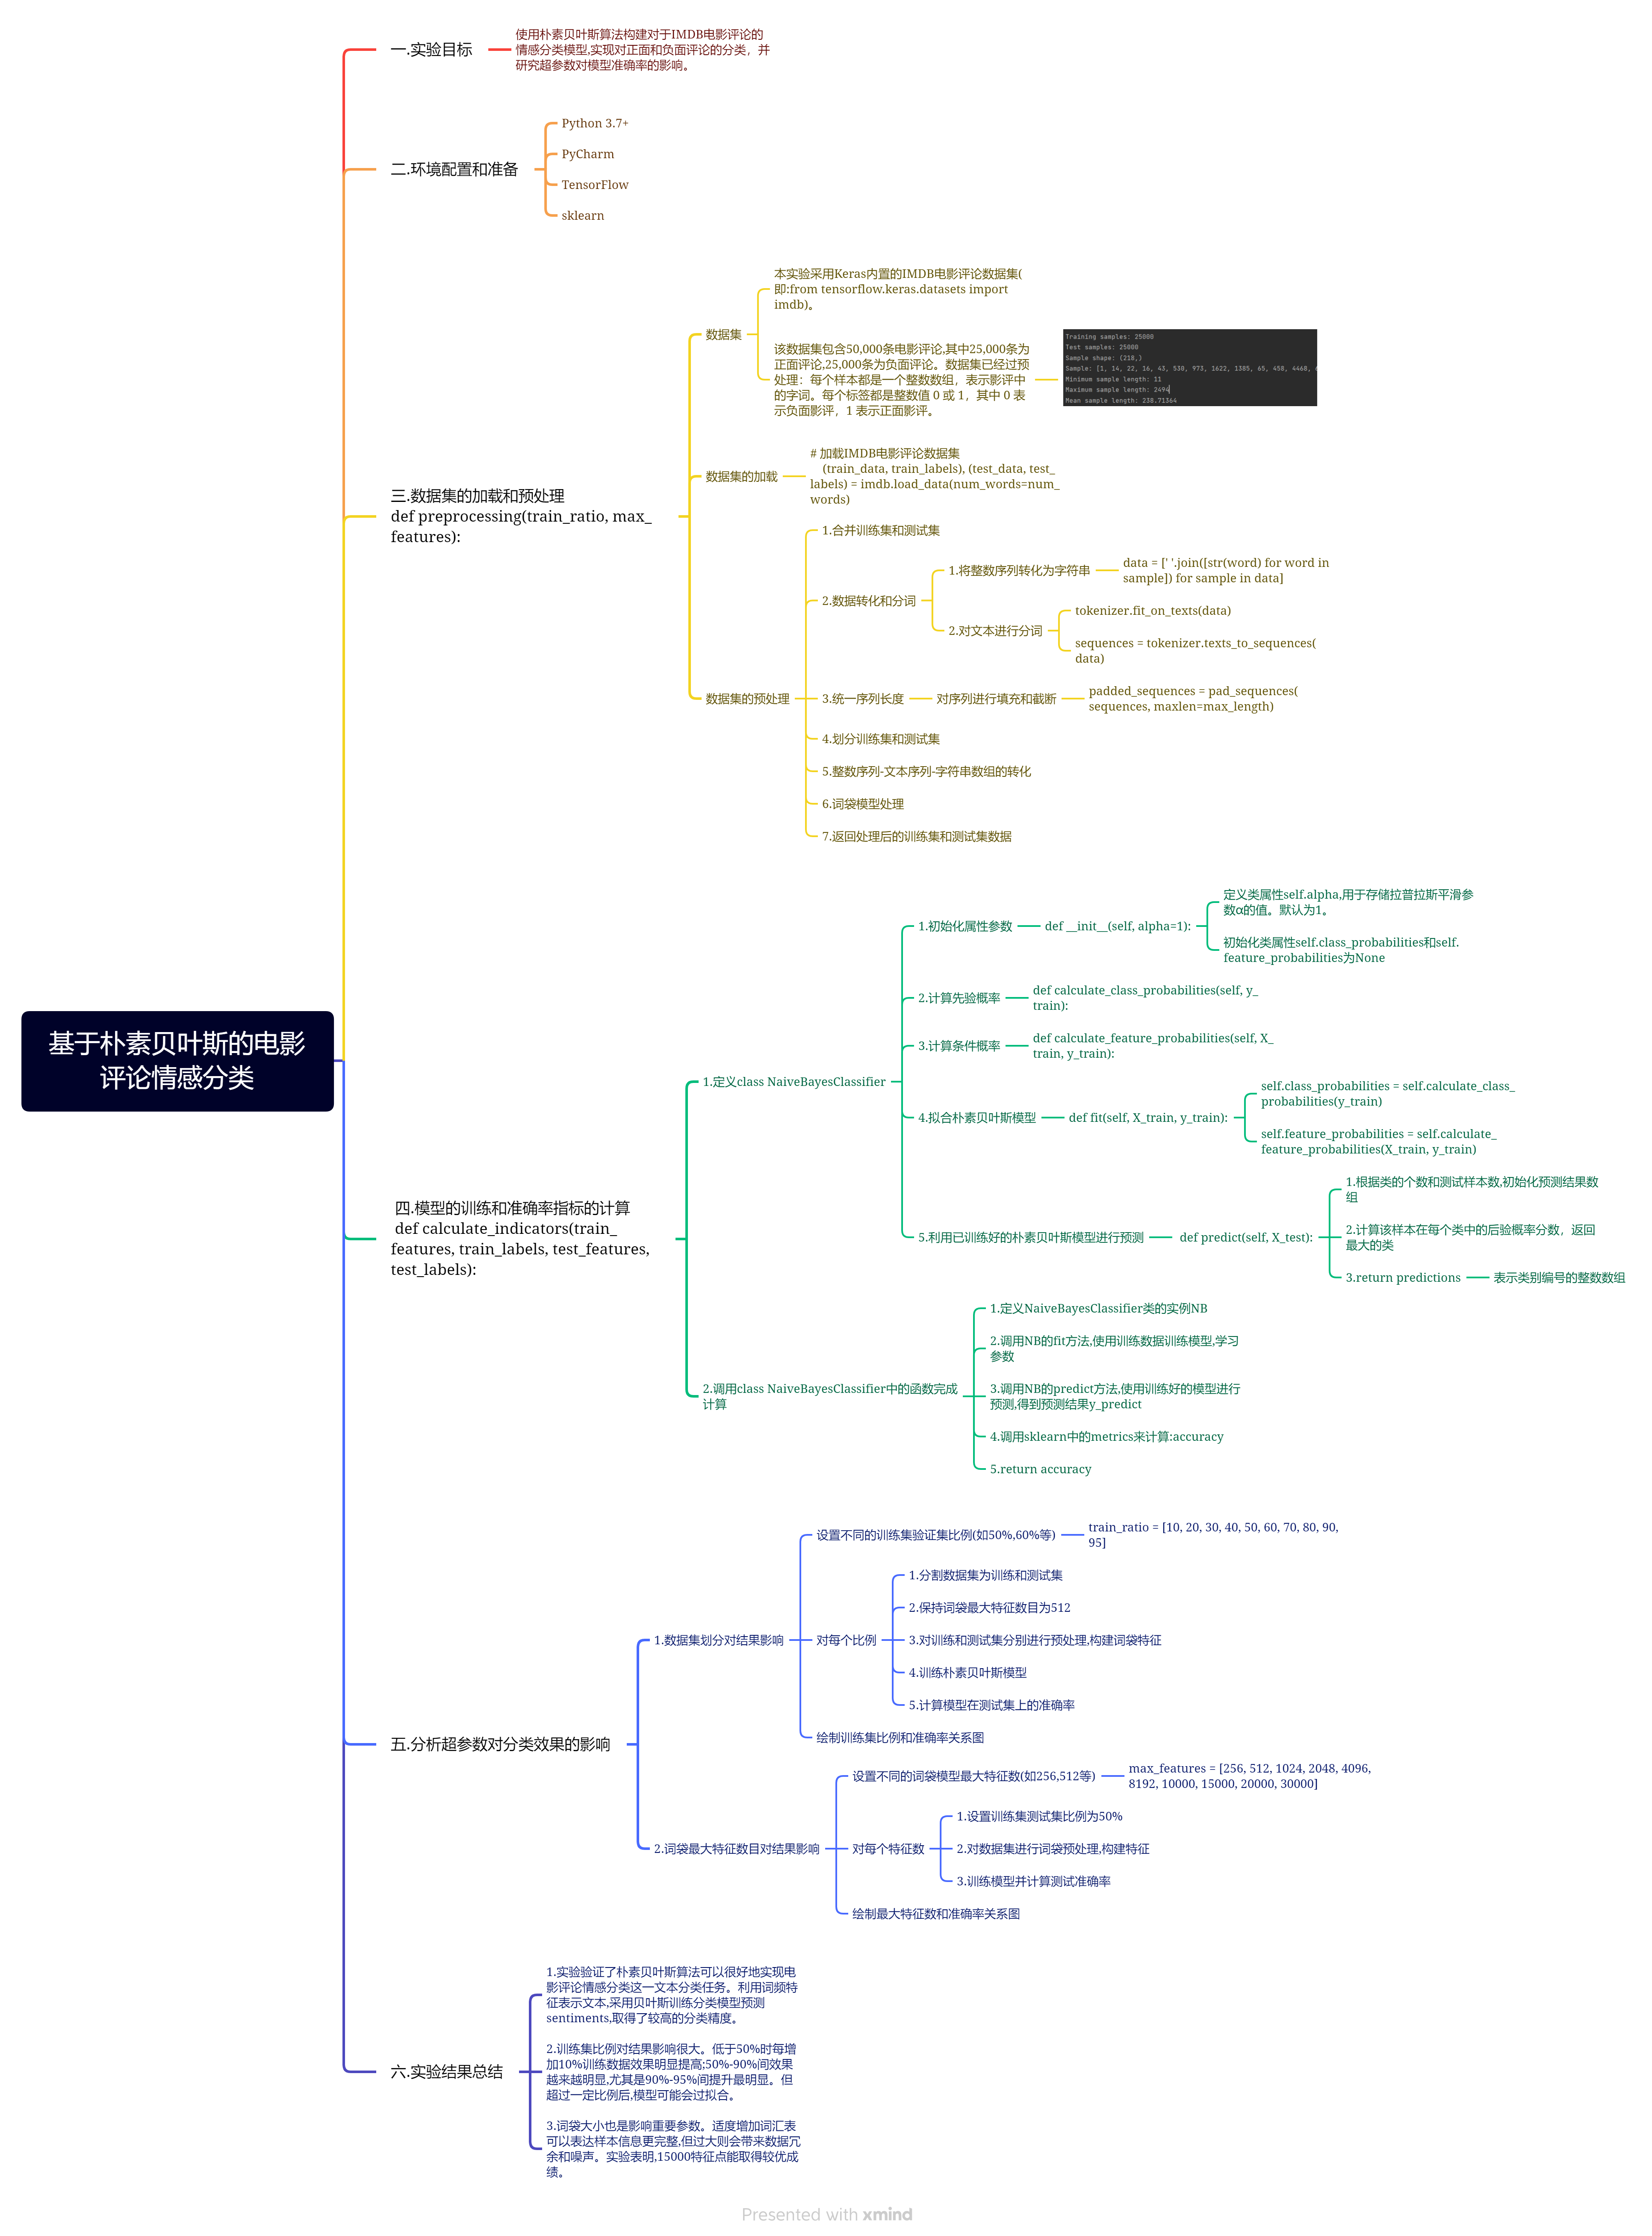 基于朴素贝叶斯的电影
评论情感分类
一.实验目标
使用朴素贝叶斯算法构建对于IMDB电影评论的
情感分类模型,实现对正面和负面评论的分类，并
研究超参数对模型准确率的影响。
二.环境配置和准备
Python 3.7+
PyCharm
TensorFlow
sklearn
三.数据集的加载和预处理
def preprocessing(train_ratio, max_
features):
数据集
本实验采用Keras内置的IMDB电影评论数据集(
即:from tensorflow.keras.datasets import
imdb)。
该数据集包含50,000条电影评论,其中25,000条为
正面评论,25,000条为负面评论。数据集已经过预
处理：每个样本都是一个整数数组，表示影评中
的字词。每个标签都是整数值 0 或 1，其中 0 表
示负面影评，1 表示正面影评。
Training samples: 25000
Test samples: 25000
Sample shape: (218,)
Sample: [1, 14, 22, 16, 43, 530, 973, 1622, 1385, 65, 458, 4468,
Minimum sample length: 11
Maximum sample length: 2494
Mean sample length: 238.71364
数据集的加载
# 加载IMDB电影评论数据集
(train_data, train_labels), (test_data, test_
labels) = imdb.load_data(num_words=num_
words)
数据集的预处理
1.合并训练集和测试集
2.数据转化和分词
1.将整数序列转化为字符串
data = [' '.join([str(word) for word in
sample]) for sample in data]
2.对文本进行分词
tokenizer.fit_on_texts(data)
sequences = tokenizer.texts_to_sequences(
data)
3.统一序列长度
对序列进行填充和截断
padded_sequences = pad_sequences(
sequences, maxlen=max_length)
4.划分训练集和测试集
5.整数序列-文本序列-字符串数组的转化
6.词袋模型处理
7.返回处理后的训练集和测试集数据
四.模型的训练和准确率指标的计算
def calculate_indicators(train_
features, train_labels, test_features,
test_labels):
1.定义class NaiveBayesClassifier
1.初始化属性参数
def __init__(self, alpha=1):
定义类属性self.alpha,用于存储拉普拉斯平滑参
数α的值。默认为1。
初始化类属性self.class_probabilities和self.
feature_probabilities为None
2.计算先验概率
def calculate_class_probabilities(self, y_
train):
3.计算条件概率
def calculate_feature_probabilities(self, X_
train, y_train):
4.拟合朴素贝叶斯模型
def fit(self, X_train, y_train):
self.class_probabilities = self.calculate_class_
probabilities(y_train)
self.feature_probabilities = self.calculate_
feature_probabilities(X_train, y_train)
5.利用已训练好的朴素贝叶斯模型进行预测
def predict(self, X_test):
1.根据类的个数和测试样本数,初始化预测结果数
组
2.计算该样本在每个类中的后验概率分数，返回
最大的类
3.return predictions
表示类别编号的整数数组
2.调用class NaiveBayesClassifier中的函数完成
计算
1.定义NaiveBayesClassifier类的实例NB
2.调用NB的fit方法,使用训练数据训练模型,学习
参数
3.调用NB的predict方法,使用训练好的模型进行
预测,得到预测结果y_predict
4.调用sklearn中的metrics来计算:accuracy
5.return accuracy
五.分析超参数对分类效果的影响
1.数据集划分对结果影响
设置不同的训练集验证集比例(如50%,60%等)
train_ratio = [10, 20, 30, 40, 50, 60, 70, 80, 90,
95]
对每个比例
1.分割数据集为训练和测试集
2.保持词袋最大特征数目为512
3.对训练和测试集分别进行预处理,构建词袋特征
4.训练朴素贝叶斯模型
5.计算模型在测试集上的准确率
绘制训练集比例和准确率关系图
2.词袋最大特征数目对结果影响
设置不同的词袋模型最大特征数(如256,512等)
max_features = [256, 512, 1024, 2048, 4096,
8192, 10000, 15000, 20000, 30000]
对每个特征数
1.设置训练集测试集比例为50%
2.对数据集进行词袋预处理,构建特征
3.训练模型并计算测试准确率
绘制最大特征数和准确率关系图
六.实验结果总结
1.实验验证了朴素贝叶斯算法可以很好地实现电
影评论情感分类这一文本分类任务。利用词频特
征表示文本,采用贝叶斯训练分类模型预测
sentiments,取得了较高的分类精度。
2.训练集比例对结果影响很大。低于50%时每增
加10%训练数据效果明显提高;50%-90%间效果
越来越明显,尤其是90%-95%间提升最明显。但
超过一定比例后,模型可能会过拟合。
3.词袋大小也是影响重要参数。适度增加词汇表
可以表达样本信息更完整,但过大则会带来数据冗
余和噪声。实验表明,15000特征点能取得较优成
绩。
Presented with xmind